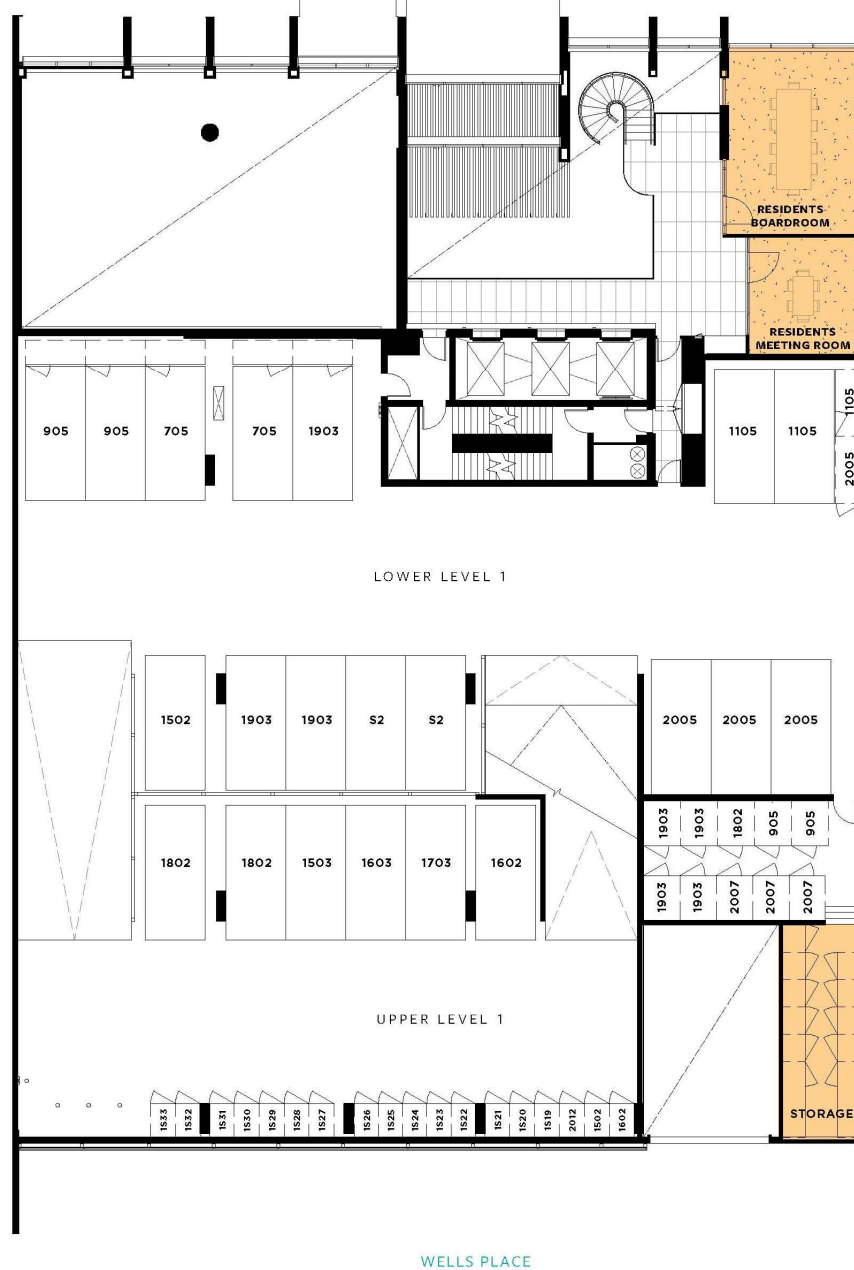 RESIDENTS
BOARDROOM
RESIDENTS
MEETING ROOM
905
905
705
705
1903
1105
1105
1105
2005
LOWER LEVEL 1
1502
1903
1903
S2
S2
2005
2005
2005
1903
1903
1802
905
905
1802
1802
1503
1603
1703
1602
1903
1903
2007
2007
2007
UPPER LEVEL 1
1S33
1S32
1S31
1S30
1S29
1S28
1S27
1S26
1S25
1S24
1S23
1S22
1S21
1S20
1S19
2012
1502
1602
STORAGE
WELLS PLACE